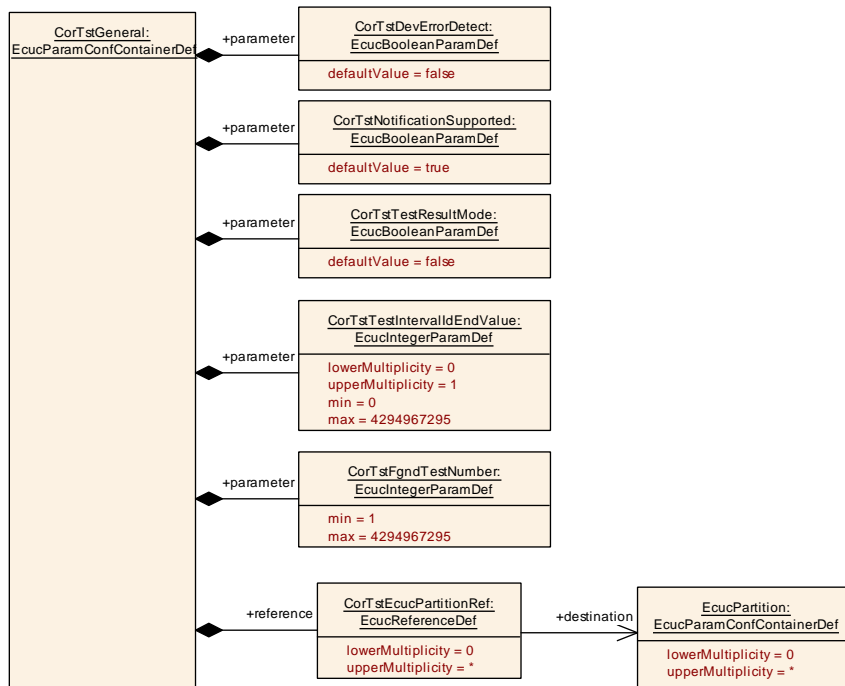 CorTstGeneral:
EcucParamConfContainerDef
+parameter
CorTstDevErrorDetect:
EcucBooleanParamDef
defaultValue = false
+parameter
CorTstNotificationSupported:
EcucBooleanParamDef
defaultValue = true
+parameter
CorTstTestResultMode:
EcucBooleanParamDef
defaultValue = false
+parameter
CorTstTestIntervalIdEndValue:
EcucIntegerParamDef
lowerMultiplicity = 0
upperMultiplicity = 1
min = 0
max = 4294967295
+parameter
CorTstFgndTestNumber:
EcucIntegerParamDef
min = 1
max = 4294967295
+reference
CorTstEcucPartitionRef:
EcucReferenceDef
lowerMultiplicity = 0
upperMultiplicity = *
+destination
EcucPartition:
EcucParamConfContainerDef
lowerMultiplicity = 0
upperMultiplicity = *